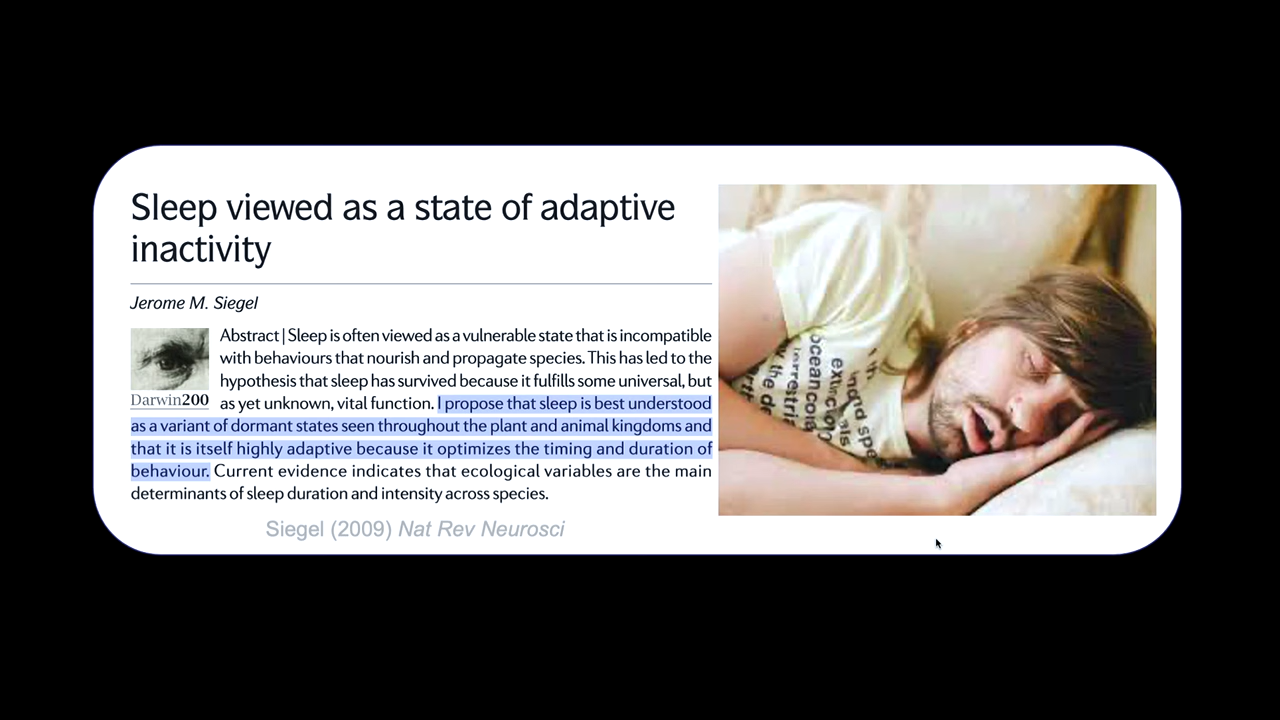 Sleep viewed as a state of adaptive
inactivity
Jerome M. Siegel
Abstract | Sleep is often viewed as a vulnerable state that is incompatible
with behaviours that nourish and propagate species. This has led to the
hypothesis that sleep has survived because it fulfills some universal, but
as yet unknown, vital function. I propose that sleep is best understood
as a variant of dormant states seen throughout the plant and animal kingdoms and
that it is itself highly adaptive because it optimizes the timing and duration of
behaviour. Current evidence indicates that ecological variables are the main
determinants of sleep duration and intensity across species.
Darwin200
Siegel (2009) Nat Rev Neurosci